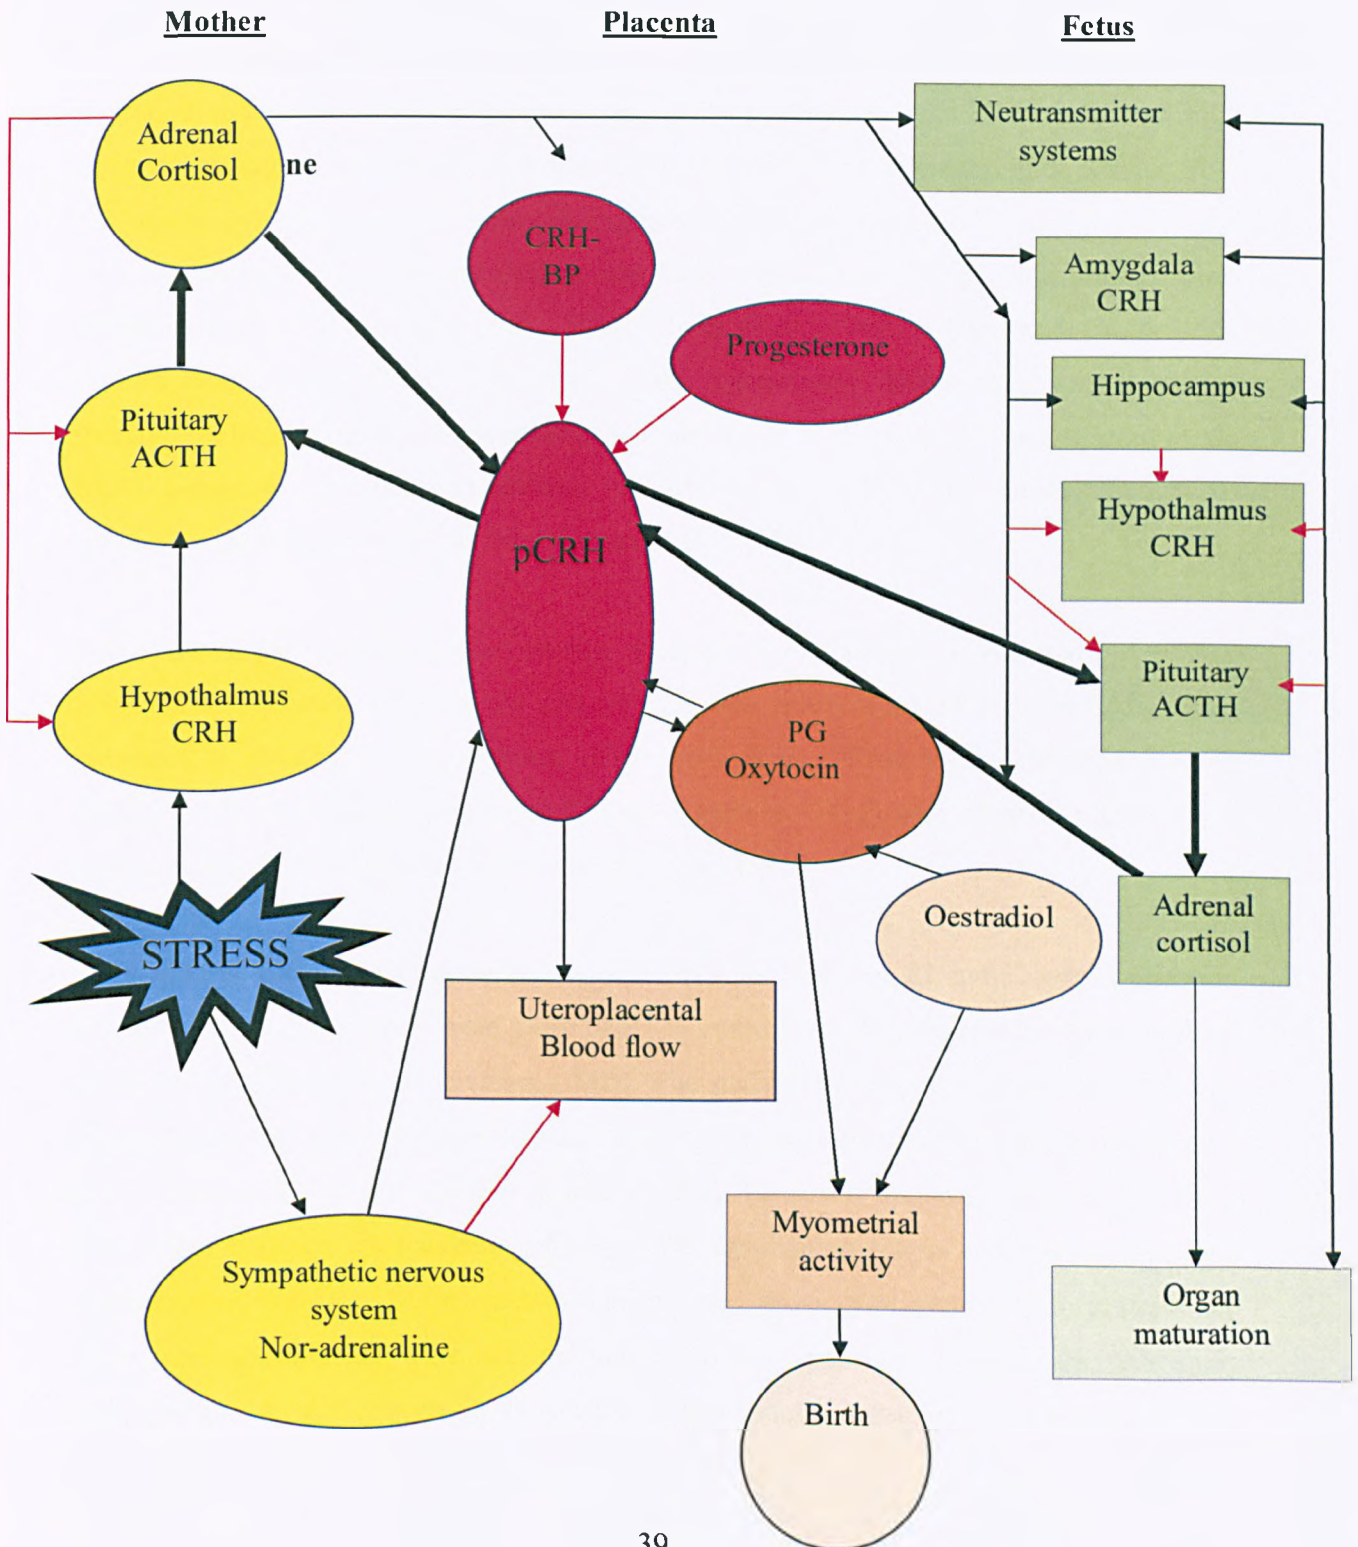 Mother
Placenta
Fetus
Adrenal
Cortisol
ne
Neutransmitter
systems
CRH-
BP
Amygdala
CRH
Progesterone
Hippocampus
Pituitary
ACTH
Hypothalmus
CRH
pCRH
Pituitary
ACTH
Hypothalmus
CRH
PG
Oxytocin
Adrenal
cortisol
Oestradiol
STRESS
Uteroplacental
Blood flow
Myometrial
activity
Sympathetic nervous
system
Nor-adrenaline
Organ
maturation
Birth
39